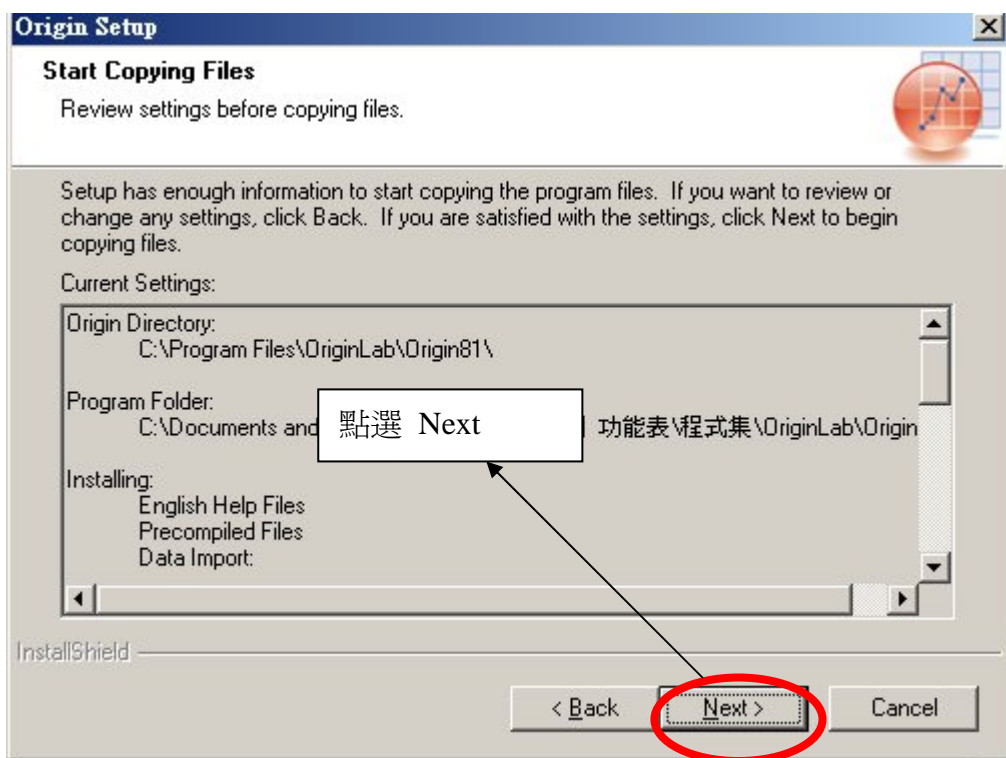 Origin Setup
Start Copying Files
Review settings before copying files.
Setup has enough information to start copying the program files.  If you want to review or
change any settings, click Back.  If you are satisfied with the settings, click Next to begin
copying files.
Current Settings:
Origin Directory:
C:\Program Files\OriginLab\Origin81\
Program Folder:
C:\Documents and 點選 Next 功能表\程式集\OriginLab\Origin
Installing:
English Help Files
Precompiled Files
Data Import:
InstallShield
< Back Next > Cancel